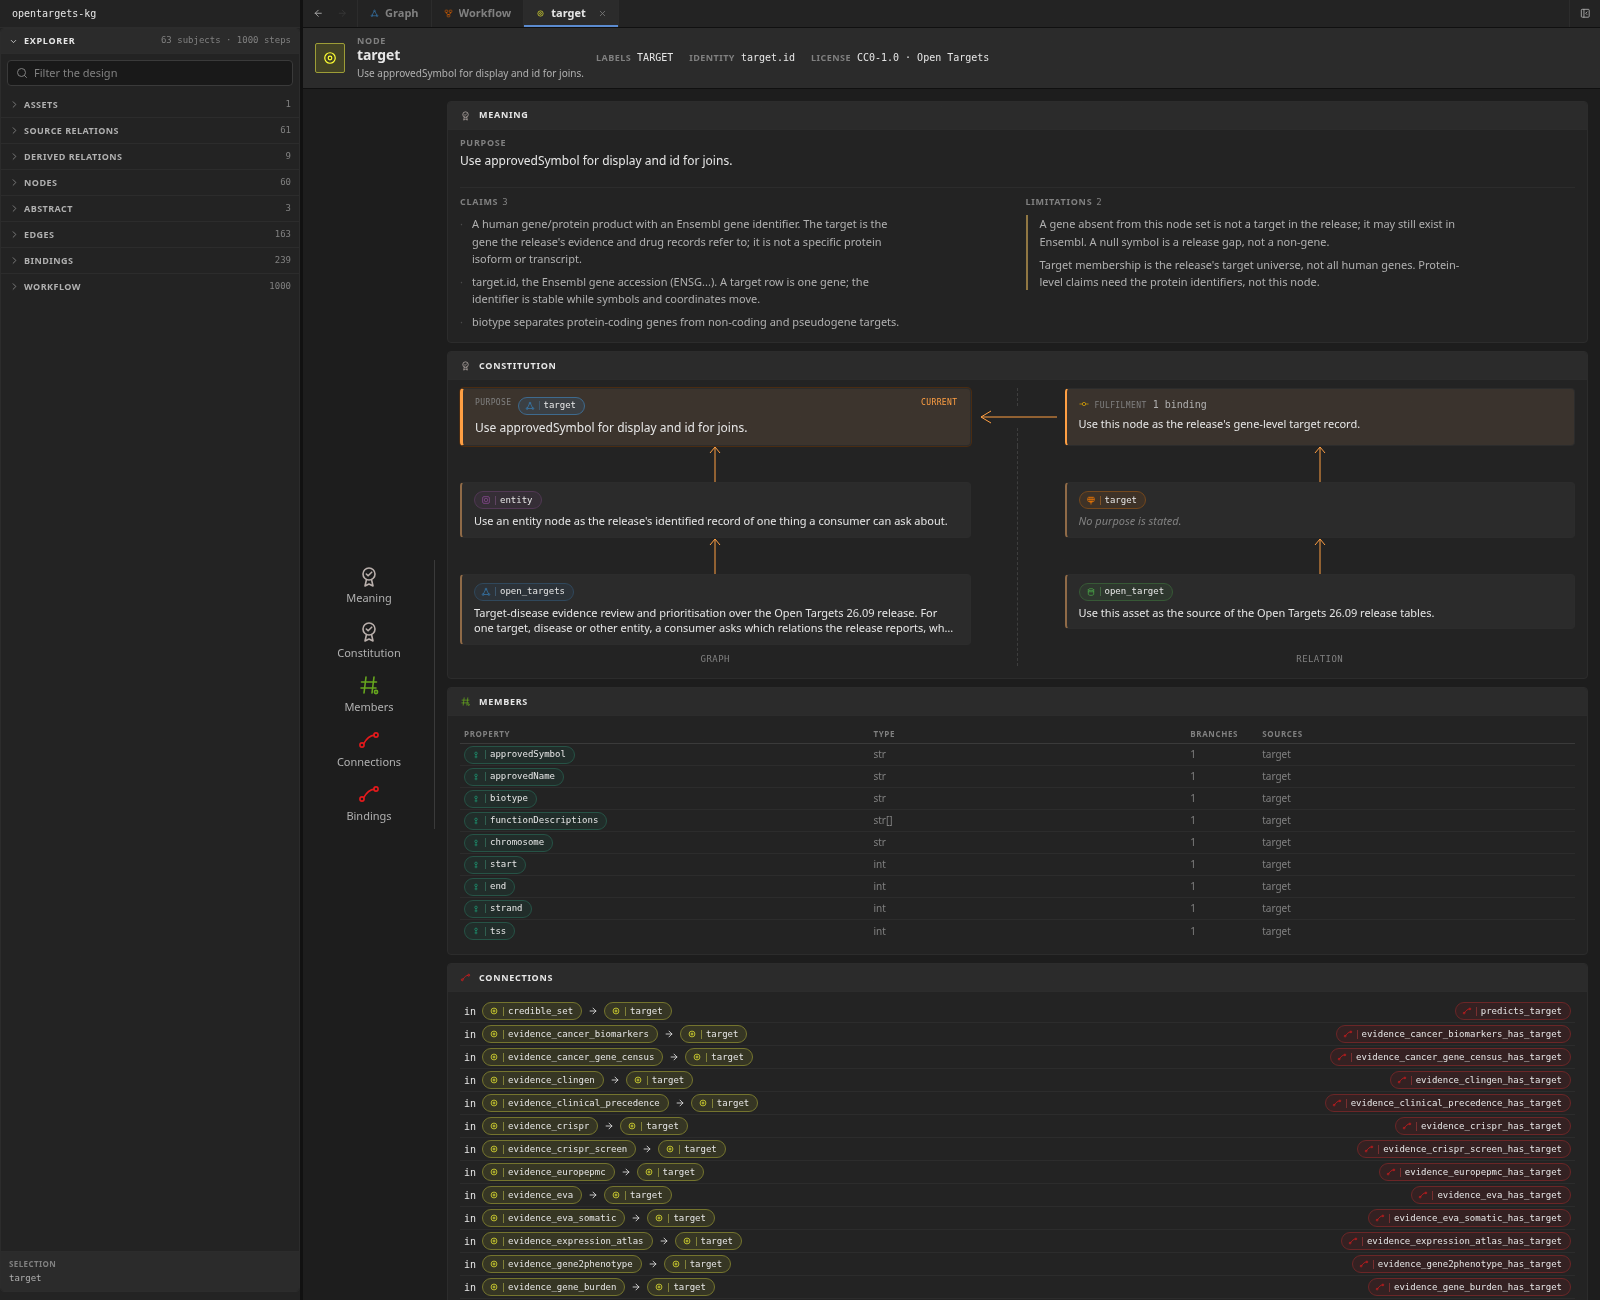 opentargets-kg
EXPLORER 63 subjects · 1000 steps
Filter the design
ASSETS 1
SOURCE RELATIONS 61
DERIVED RELATIONS 9
NODES 60
ABSTRACT 3
EDGES 163
BINDINGS 239
WORKFLOW 1000
SELECTION
target
Graph Workflow target
NODE
target
Use approvedSymbol for display and id for joins.
LABELS TARGET IDENTITY target.id LICENSE CC0-1.0 · Open Targets
Meaning
Constitution
Members
Connections
Bindings
MEANING
PURPOSE
Use approvedSymbol for display and id for joins.
CLAIMS 3
A human gene/protein product with an Ensembl gene identifier. The target is the
gene the release's evidence and drug records refer to; it is not a specific protein
isoform or transcript.
target.id, the Ensembl gene accession (ENSG...). A target row is one gene; the
identifier is stable while symbols and coordinates move.
biotype separates protein-coding genes from non-coding and pseudogene targets.
LIMITATIONS 2
A gene absent from this node set is not a target in the release; it may still exist in
Ensembl. A null symbol is a release gap, not a non-gene.
Target membership is the release's target universe, not all human genes. Protein-
level claims need the protein identifiers, not this node.
CONSTITUTION
PURPOSE target CURRENT
Use approvedSymbol for display and id for joins.
FULFILMENT 1 binding
Use this node as the release's gene-level target record.
entity
Use an entity node as the release's identified record of one thing a consumer can ask about.
target
No purpose is stated.
open_targets
Target-disease evidence review and prioritisation over the Open Targets 26.09 release. For
one target, disease or other entity, a consumer asks which relations the release reports, wh...
open_target
Use this asset as the source of the Open Targets 26.09 release tables.
GRAPH RELATION
MEMBERS
PROPERTY TYPE BRANCHES SOURCES
approvedSymbol str 1 target
approvedName str 1 target
biotype str 1 target
functionDescriptions str[] 1 target
chromosome str 1 target
start int 1 target
end int 1 target
strand int 1 target
tss int 1 target
CONNECTIONS
in credible_set → target predicts_target
in evidence_cancer_biomarkers → target evidence_cancer_biomarkers_has_target
in evidence_cancer_gene_census → target evidence_cancer_gene_census_has_target
in evidence_clingen → target evidence_clingen_has_target
in evidence_clinical_precedence → target evidence_clinical_precedence_has_target
in evidence_crispr → target evidence_crispr_has_target
in evidence_crispr_screen → target evidence_crispr_screen_has_target
in evidence_europepmc → target evidence_europepmc_has_target
in evidence_eva → target evidence_eva_has_target
in evidence_eva_somatic → target evidence_eva_somatic_has_target
in evidence_expression_atlas → target evidence_expression_atlas_has_target
in evidence_gene2phenotype → target evidence_gene2phenotype_has_target
in evidence_gene_burden → target evidence_gene_burden_has_target